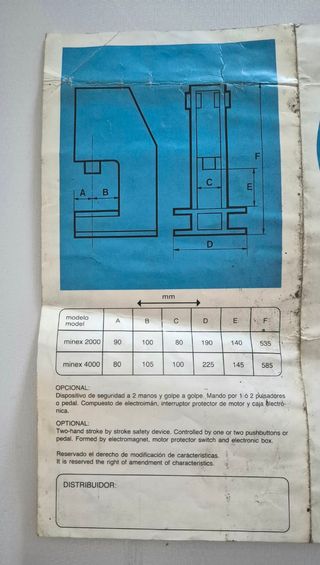 F
A
B
C
E
D
mm
modelo
model A B C D E F
minex 2000 90 100 80 190 140 535
minex 4000 80 105 100 225 145 585
OPCIONAL:
Dispositivo de seguridad a 2 manos y golpe a golpe. Mando por 1 ó 2 pulsadores
o pedal. Compuesto de electroimán, interruptor protector de motor y caja electró-
nica.
OPTIONAL:
Two-hand stroke by stroke safety device. Controlled by one or two pushbuttons or
pedal. Formed by electromagnet, motor protector switch and electronic box.
Reservado el derecho de modificación de características.
It is reserved the right of amendment of characteristics.
DISTRIBUIDOR: